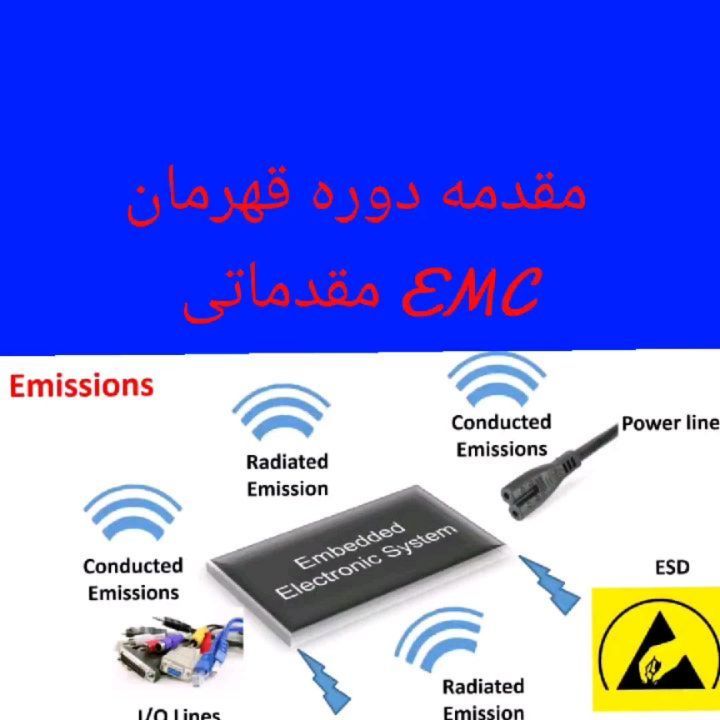 مقدمه دوره قهرمان
EMC مقدماتی
Emissions
Radiated
Emission
Conducted
Emissions
Power line
Conducted
Emissions
Embedded
Electronic System
ESD
I/O Lines
Radiated
Emission